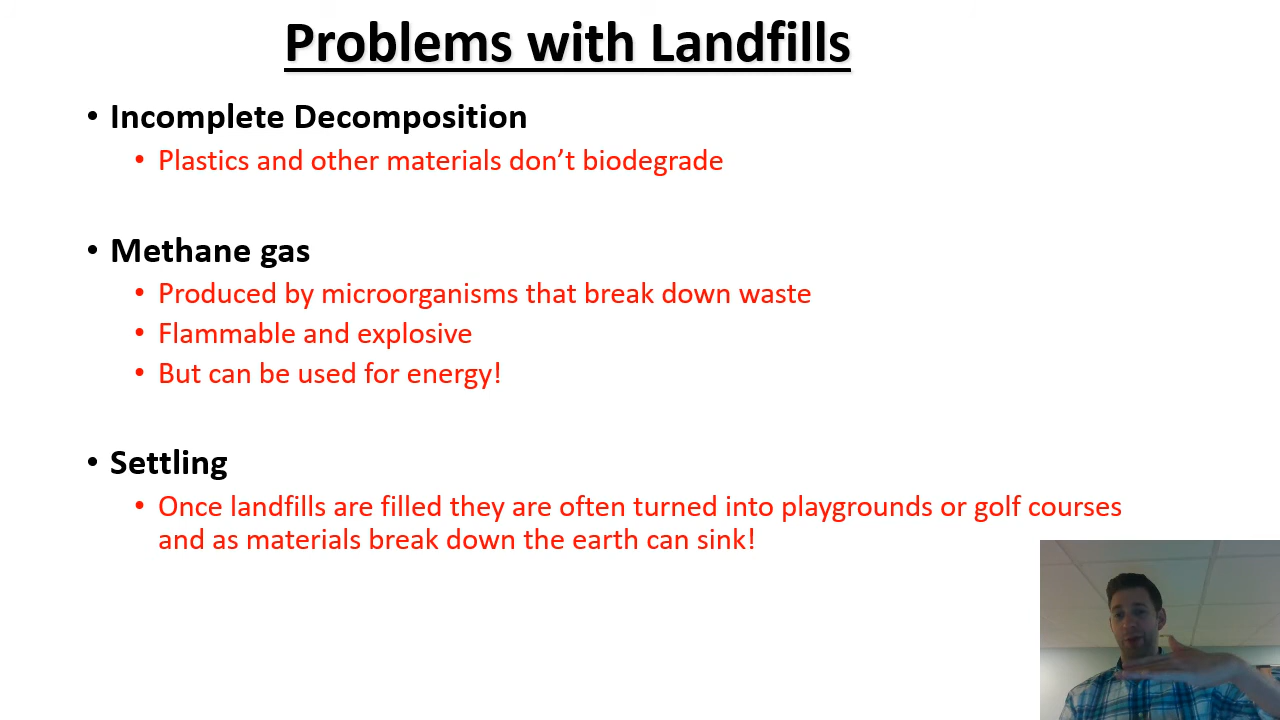 Problems with Landfills
• Incomplete Decomposition
• Plastics and other materials don’t biodegrade
• Methane gas
• Produced by microorganisms that break down waste
• Flammable and explosive
• But can be used for energy!
• Settling
• Once landfills are filled they are often turned into playgrounds or golf courses
and as materials break down the earth can sink!